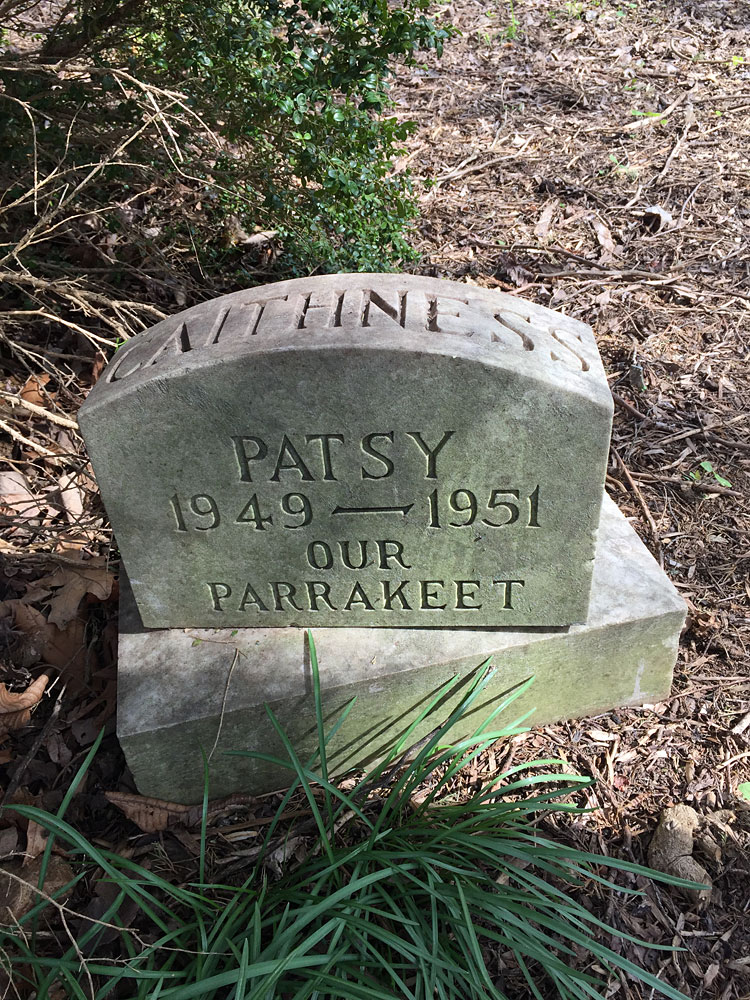 CAITHNESS
PATSY
1949 — 1951
OUR
PARRAKEET